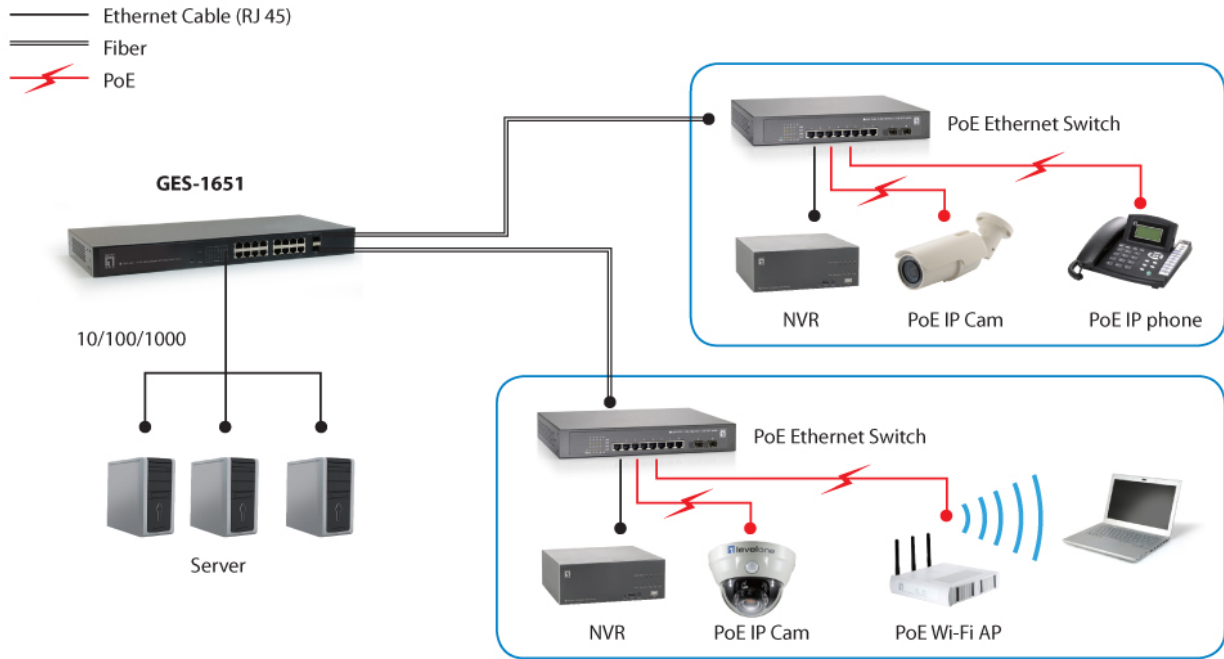 Ethernet Cable (RJ 45)
Fiber
PoE
GES-1651
10/100/1000
Server
PoE Ethernet Switch
NVR
PoE IP Cam
PoE IP phone
PoE Ethernet Switch
levelone
NVR
PoE IP Cam
PoE Wi-Fi AP